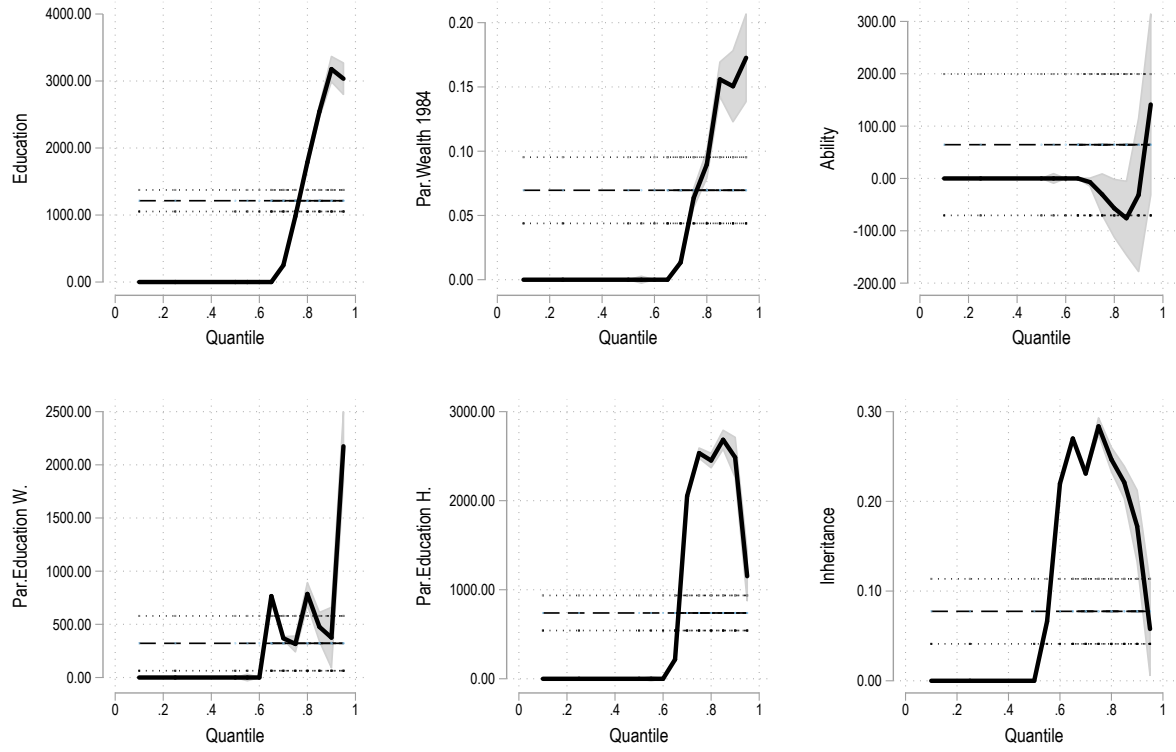 Education
4000.00
3000.00
2000.00
1000.00
0.00
0 .2 .4 .6 .8 1
Quantile
Par.Wealth 1984
0.20
0.15
0.10
0.05
0.00
0 .2 .4 .6 .8 1
Quantile
Ability
300.00
200.00
100.00
0.00
-100.00
-200.00
0 .2 .4 .6 .8 1
Quantile
Par.Education W.
2500.00
2000.00
1500.00
1000.00
500.00
0.00
0 .2 .4 .6 .8 1
Quantile
Par.Education H.
3000.00
2000.00
1000.00
0.00
0 .2 .4 .6 .8 1
Quantile
Inheritance
0.30
0.20
0.10
0.00
0 .2 .4 .6 .8 1
Quantile